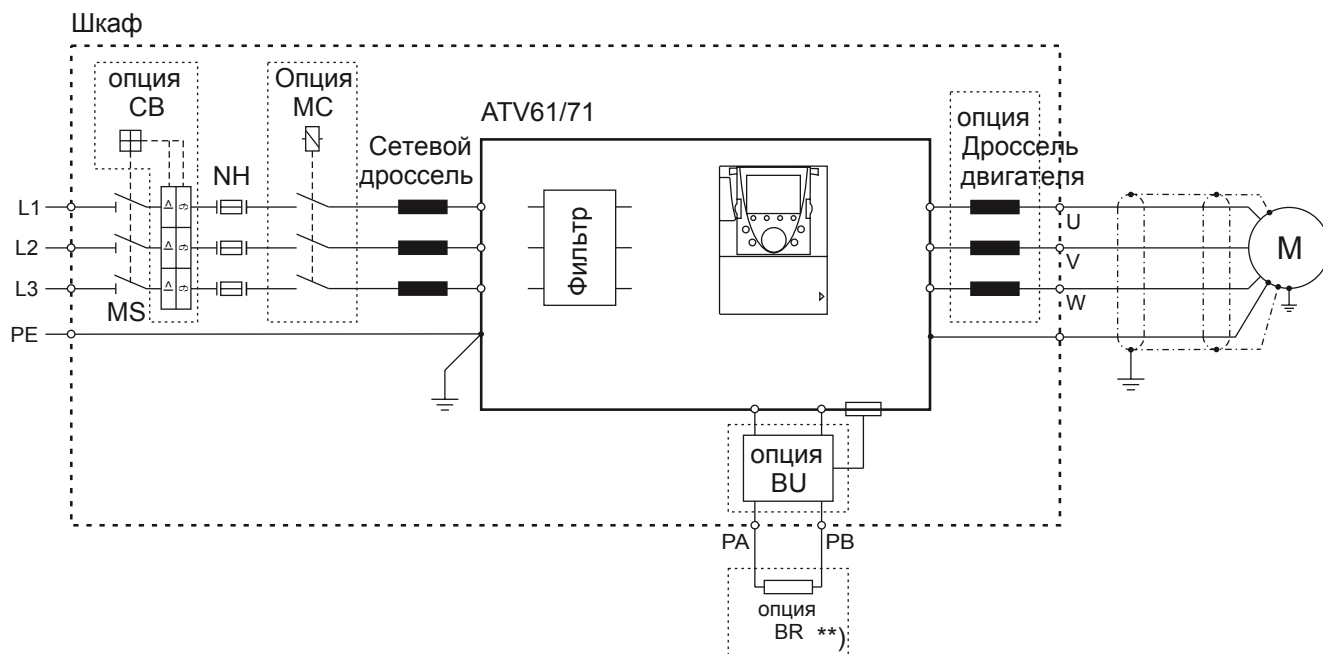 Шкаф
опция
CB
Опция
MC
ATV61/71
опция
Дроссель
двигателя
Сетевой
дроссель
NH
L1
L2
L3
MS
PE
Фильтр
U
V
W
M
опция
BU
PA
PB
опция
BR **)